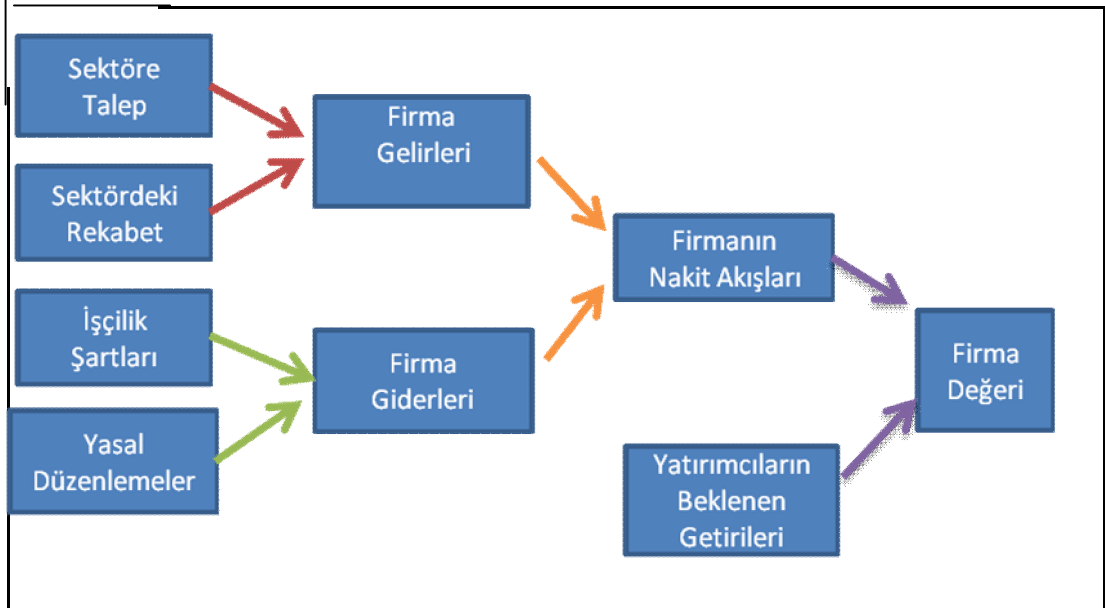 Sektöre
Talep
Sektördeki
Rekabet
İşçilik
Şartları
Yasal
Düzenlemeler
Firma
Gelirleri
Firma
Giderleri
Firmanın
Nakit Akışları
Yatırımcıların
Beklenen
Getirileri
Firma
Değeri